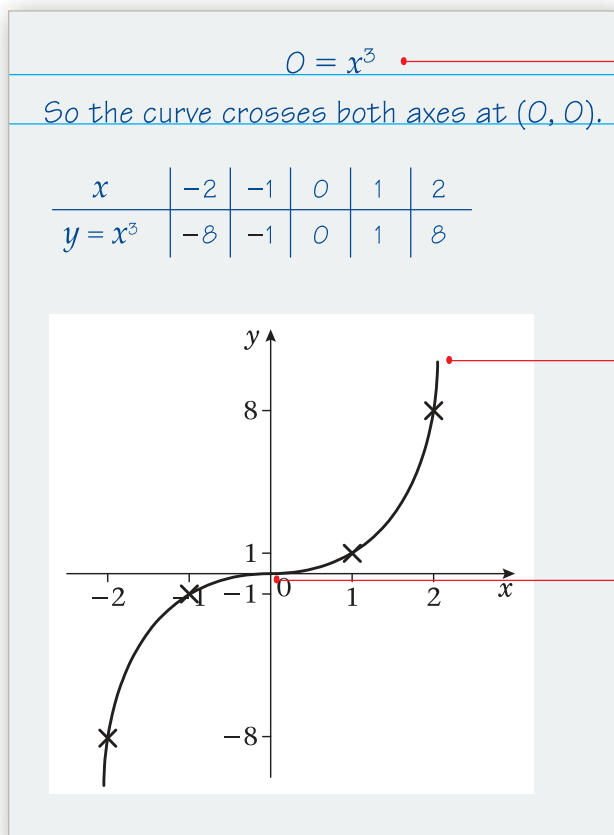 0 = x³
So the curve crosses both axes at (0, 0).
x −2 −1 0 1 2
y = x³ −8 −1 0 1 8
y
8
1
−2 −1 −1 0 1 2 x
−8